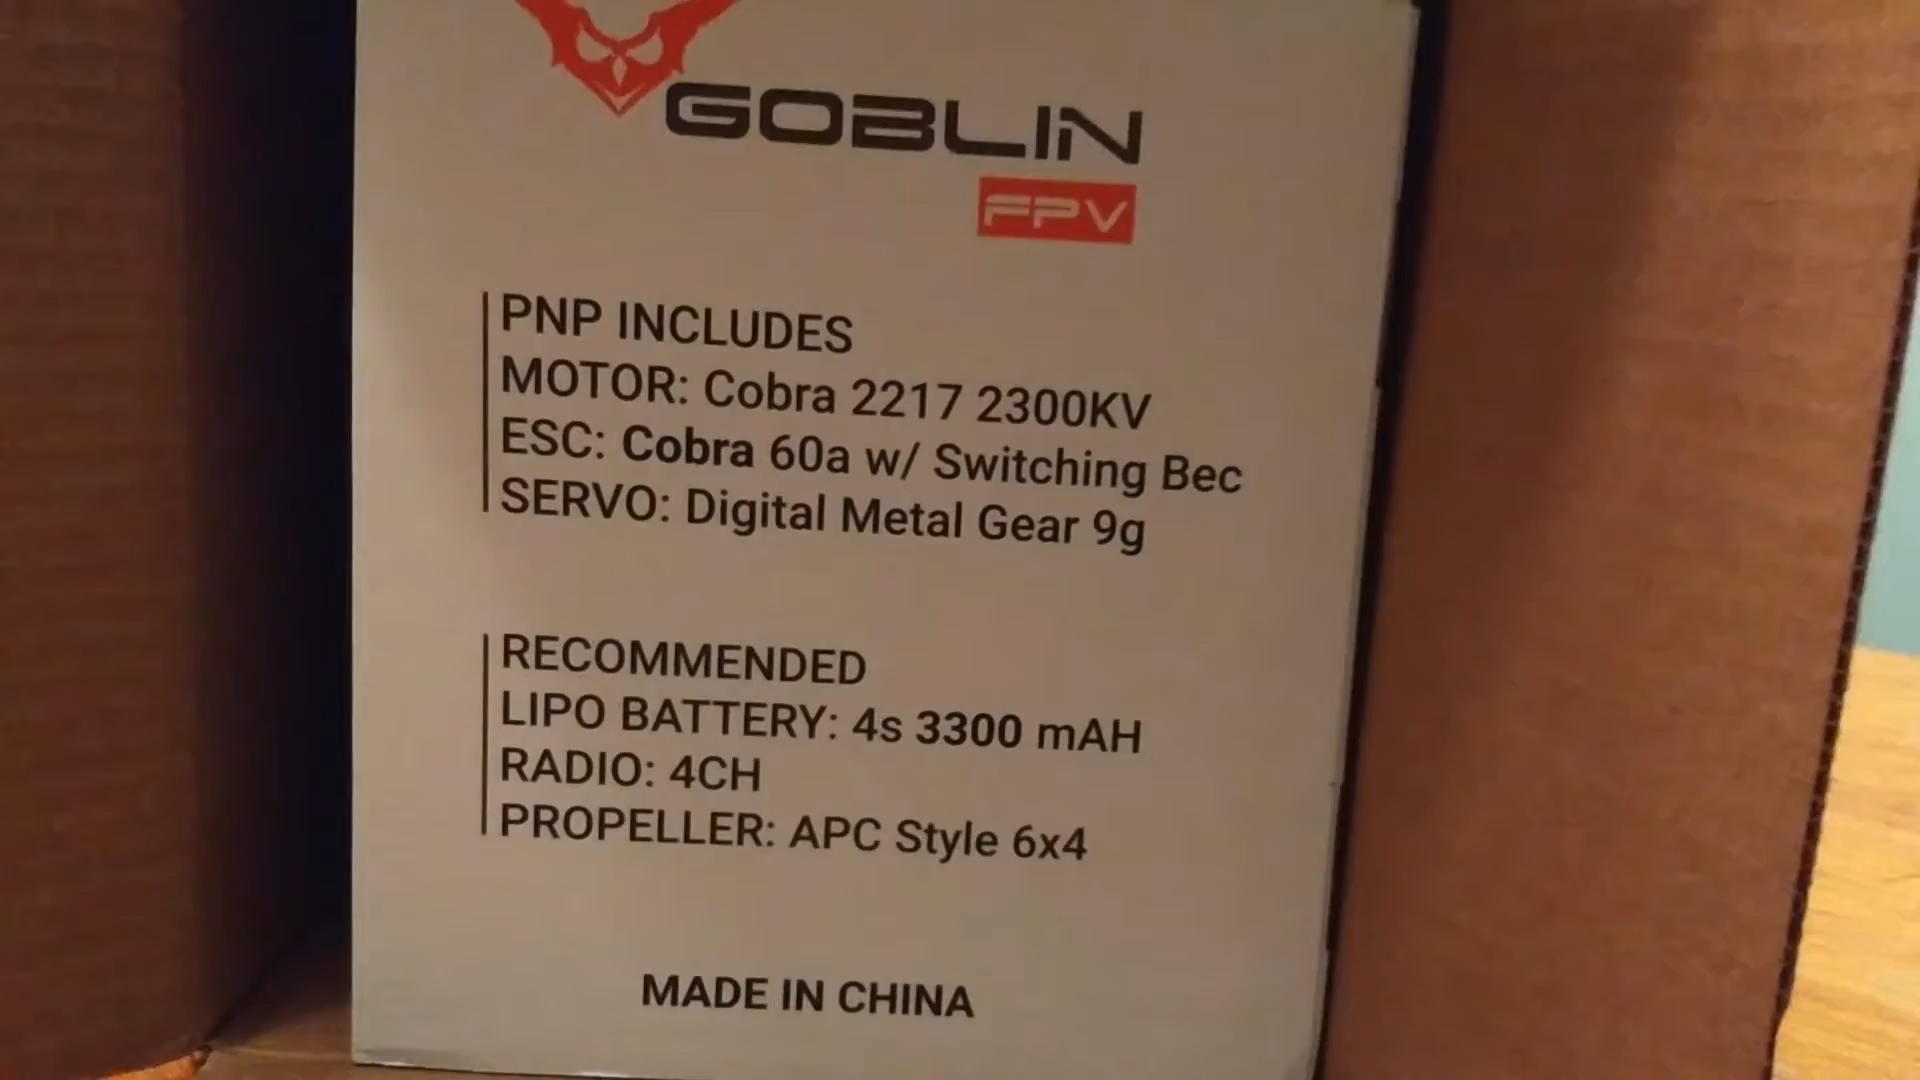 GOBLIN
FPV
PNP INCLUDES
MOTOR: Cobra 2217 2300KV
ESC: Cobra 60a w/ Switching Bec
SERVO: Digital Metal Gear 9g
RECOMMENDED
LIPO BATTERY: 4s 3300 mAH
RADIO: 4CH
PROPELLER: APC Style 6x4
MADE IN CHINA